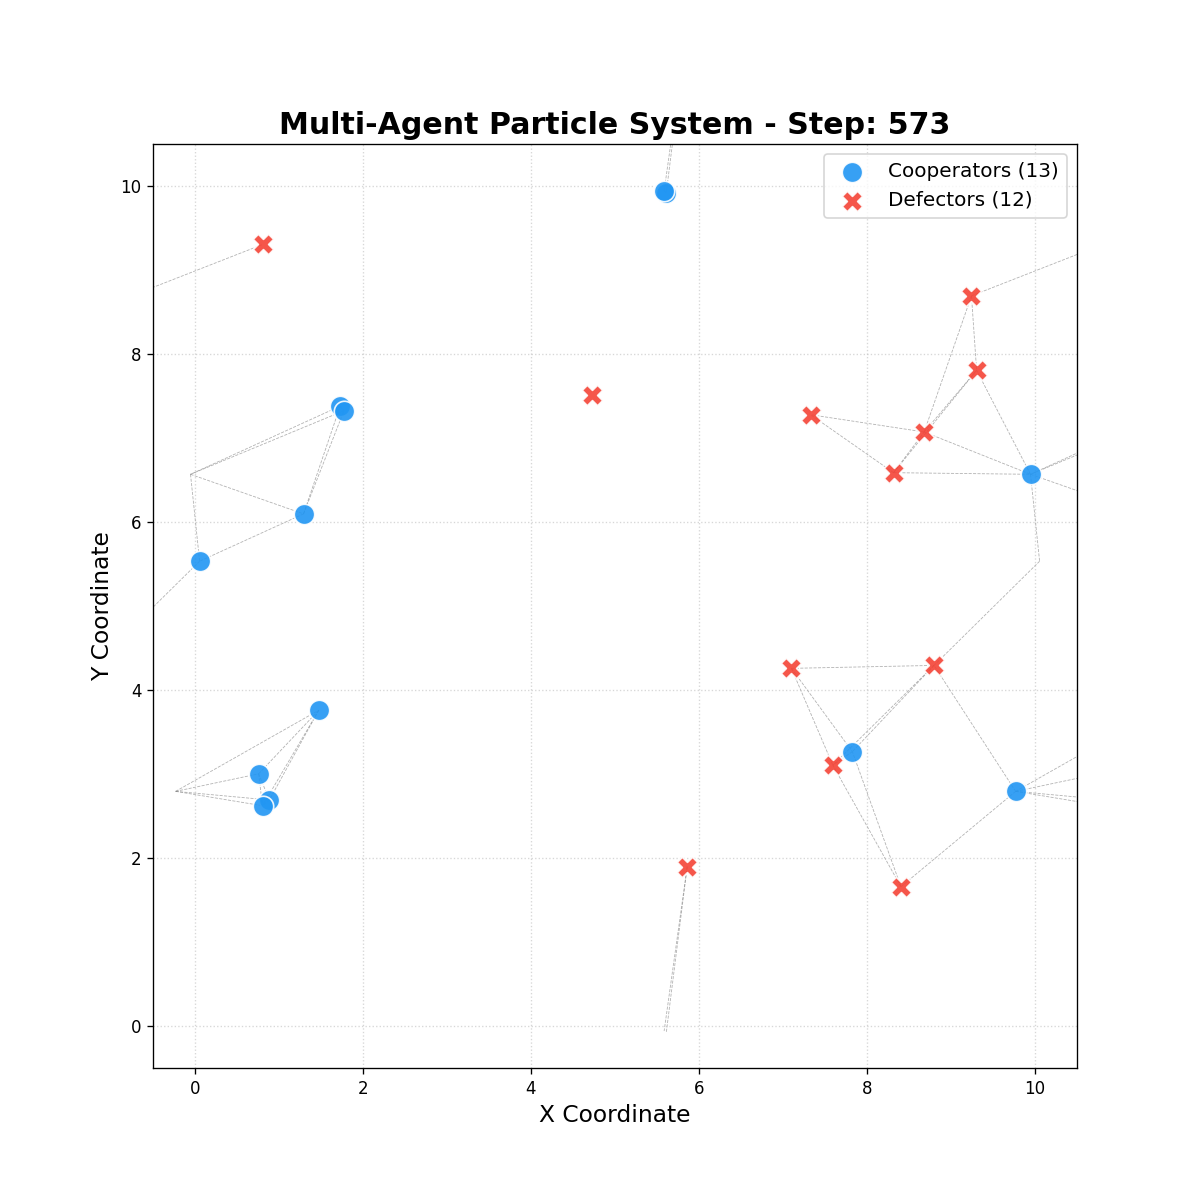 Multi-Agent Particle System - Step: 573
Cooperators (13)
Defectors (12)
10
8
6
4
2
0
Y Coordinate
0 2 4 6 8 10
X Coordinate